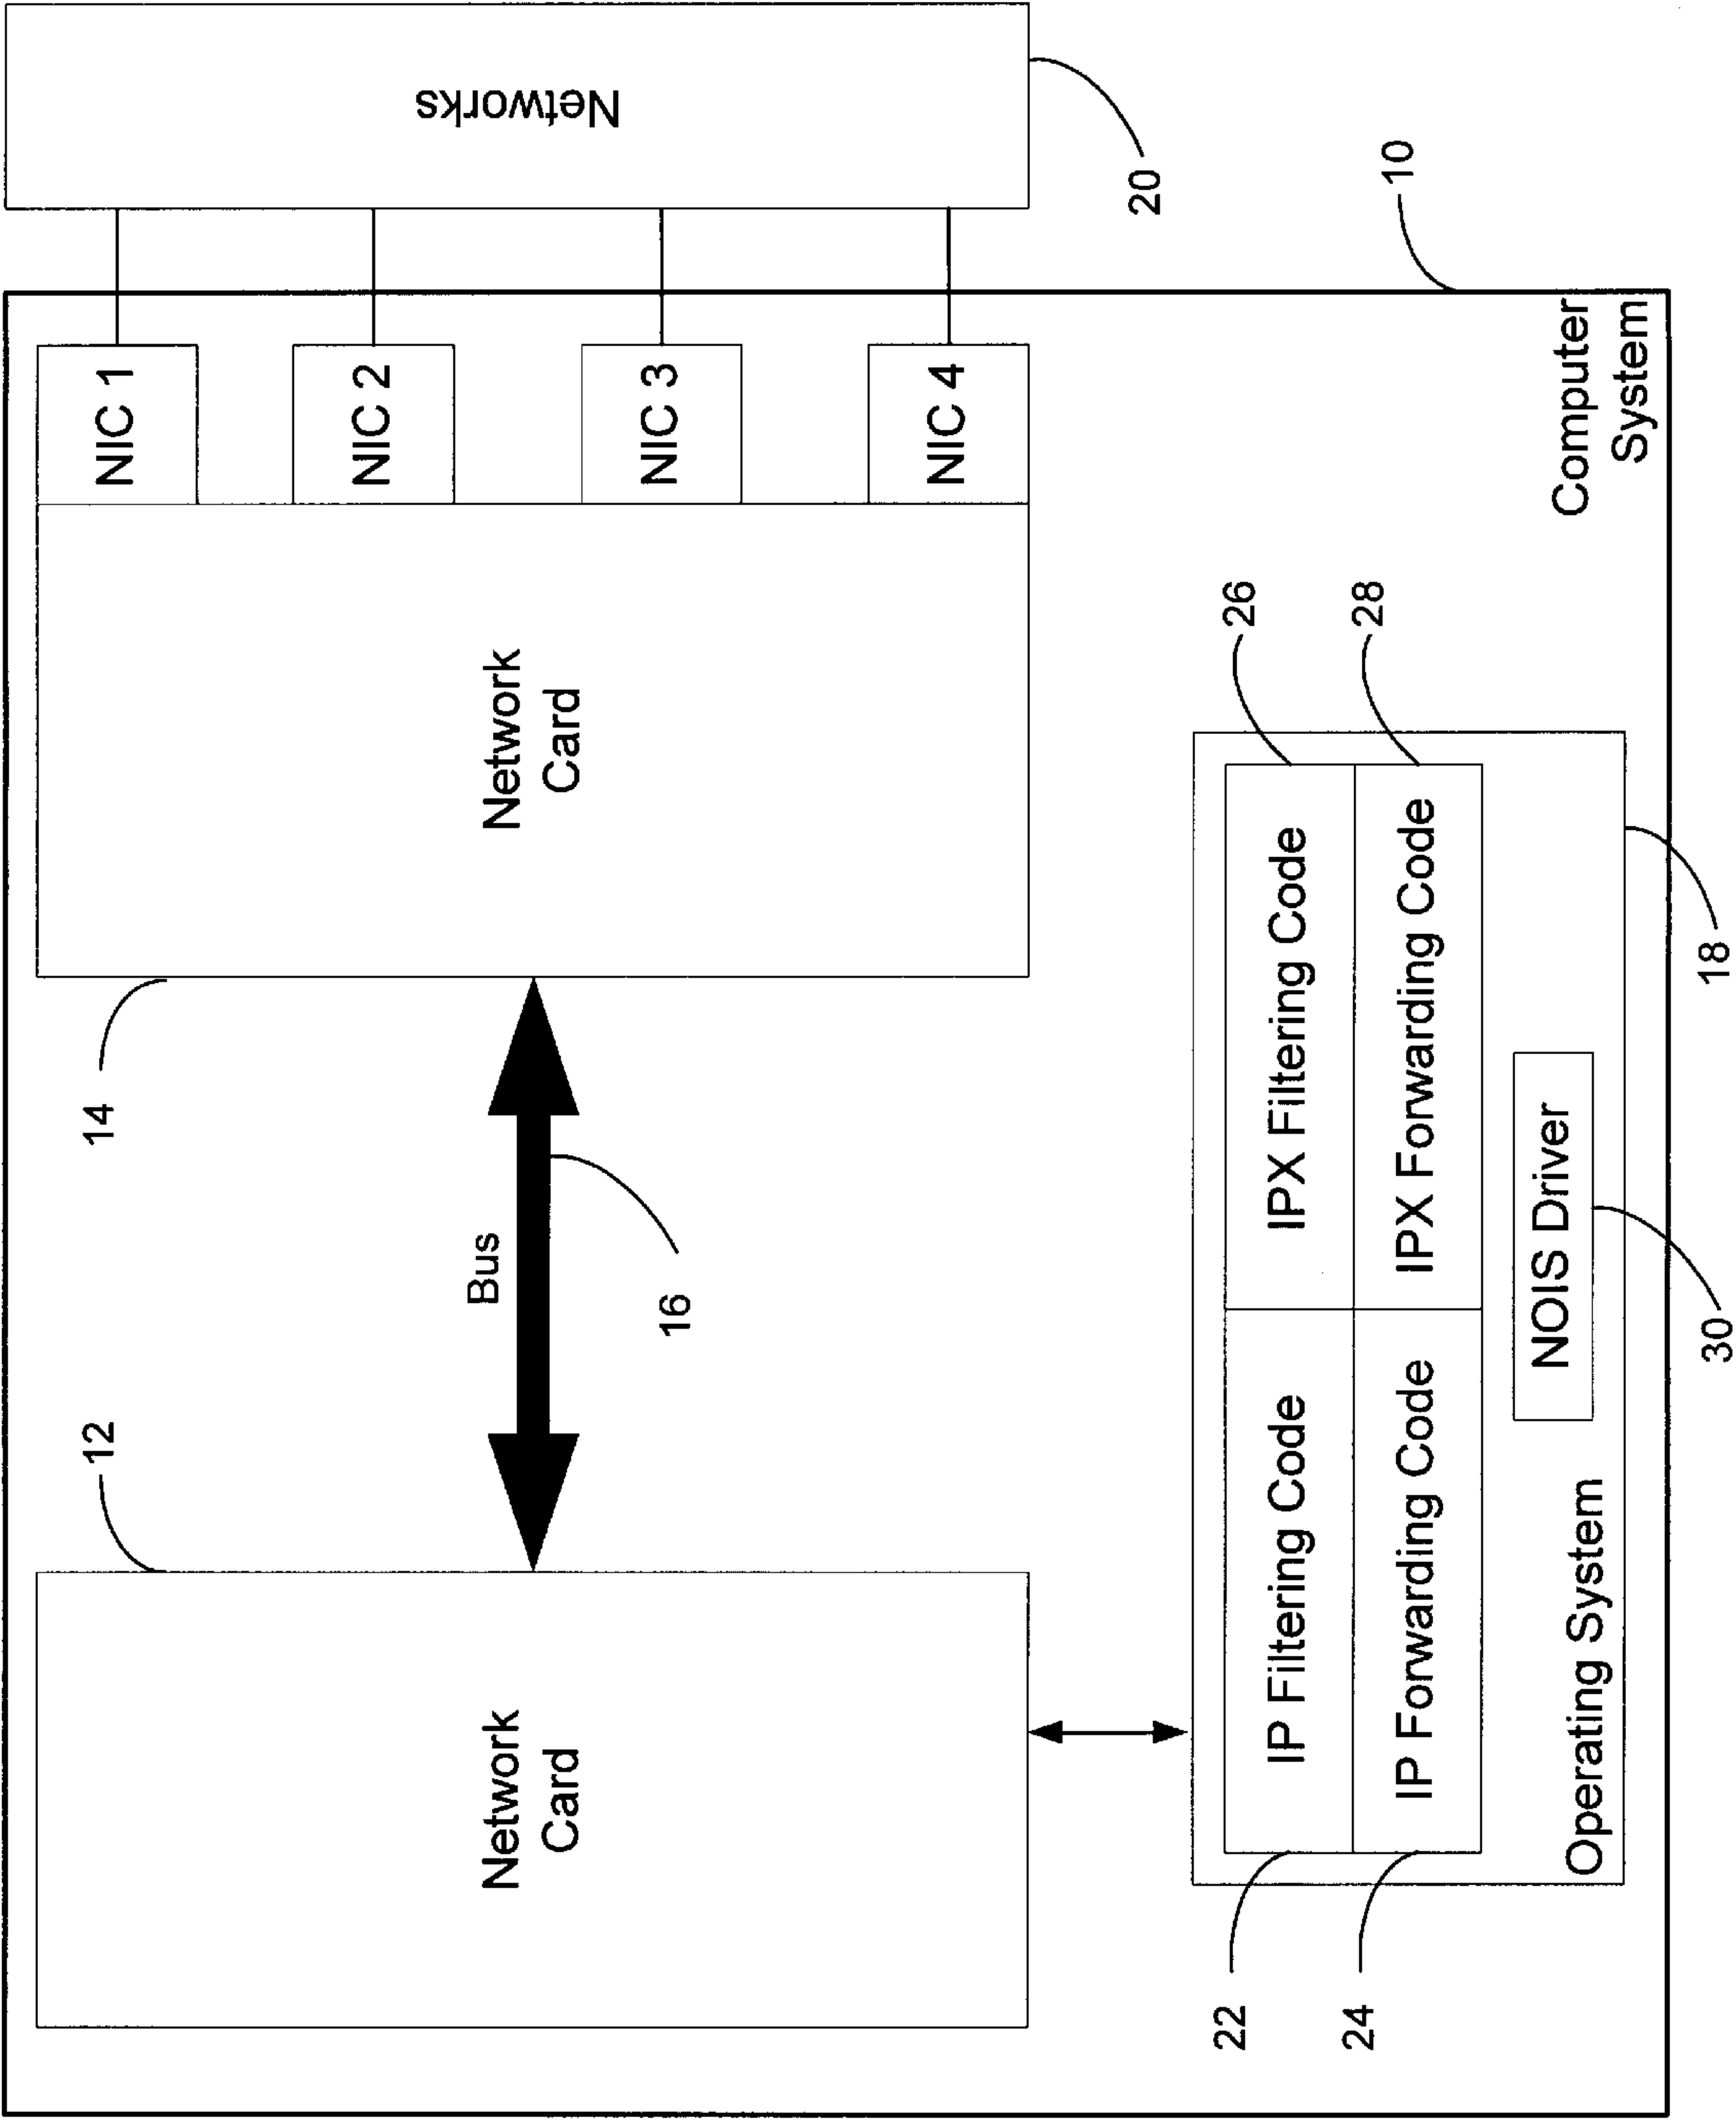 12
14
Network
Card
Bus
16
Network
Card
NIC 1
NIC 2
NIC 3
NIC 4
Networks
20
10
22
24
IP Filtering Code
IPX Filtering Code
26
IP Forwarding Code
IPX Forwarding Code
28
Operating System
NOIS Driver
30
18
Computer
System